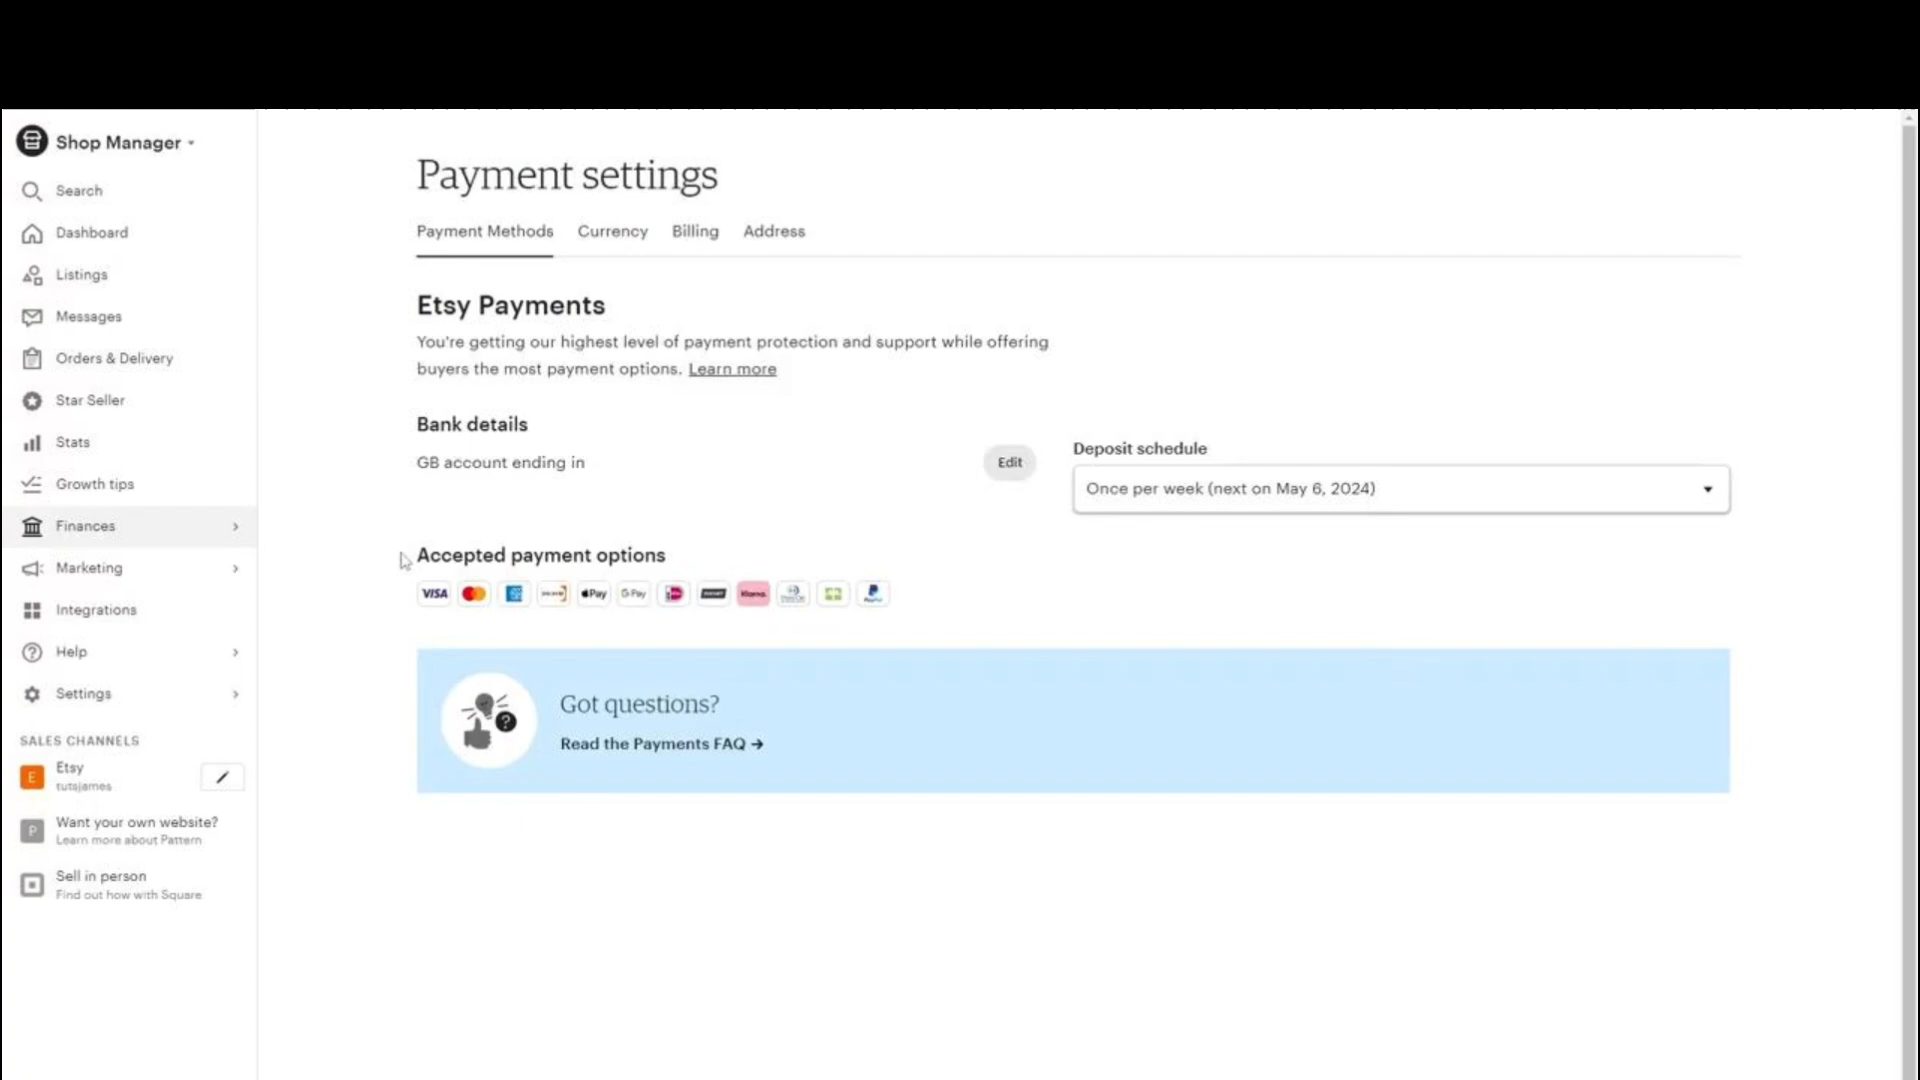 Shop Manager
Search
Dashboard
Listings
Messages
Orders & Delivery
Star Seller
Stats
Growth tips
Finances
Marketing
Integrations
Help
Settings
SALES CHANNELS
E
Etsy
tutsjames
P
Want your own website?
Learn more about Pattern
Sell in person
Find out how with Square
Payment settings
Payment Methods Currency Billing Address
Etsy Payments
You're getting our highest level of payment protection and support while offering
buyers the most payment options. Learn more
Bank details
GB account ending in
Edit
Deposit schedule
Once per week (next on May 6, 2024)
Accepted payment options
VISA Pay G Pay Klarna. PayPal
Got questions?
Read the Payments FAQ →